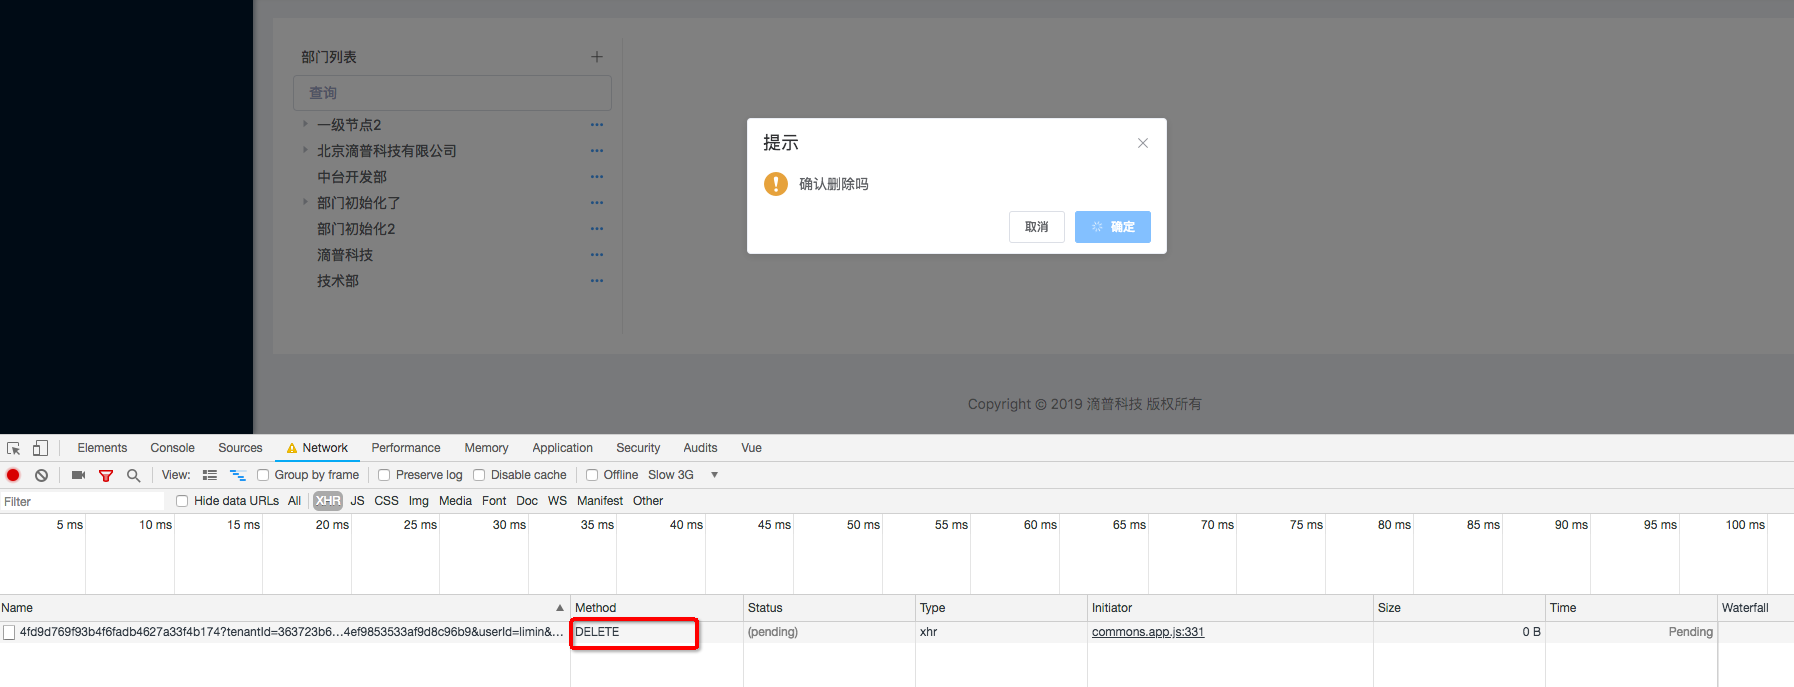 部门列表
查询
一级节点2
北京滴普科技有限公司
中台开发部
部门初始化了
部门初始化2
滴普科技
技术部
提示
确认删除吗
取消 确定
Copyright © 2019 滴普科技 版权所有
Elements Console Sources Network Performance Memory Application Security Audits Vue
View: Group by frame Preserve log Disable cache Offline Slow 3G
Filter Hide data URLs All XHR JS CSS Img Media Font Doc WS Manifest Other
5 ms 10 ms 15 ms 20 ms 25 ms 30 ms 35 ms 40 ms 45 ms 50 ms 55 ms 60 ms 65 ms 70 ms 75 ms 80 ms 85 ms 90 ms 95 ms 100 ms
Name Method Status Type Initiator Size Time Waterfall
4fd9d769f93b4f6fadb4627a33f4b174?tenantId=363723b6…4ef9853533af9d8c96b9&userId=limin&… DELETE (pending) xhr commons.app.js:331 0 B Pending